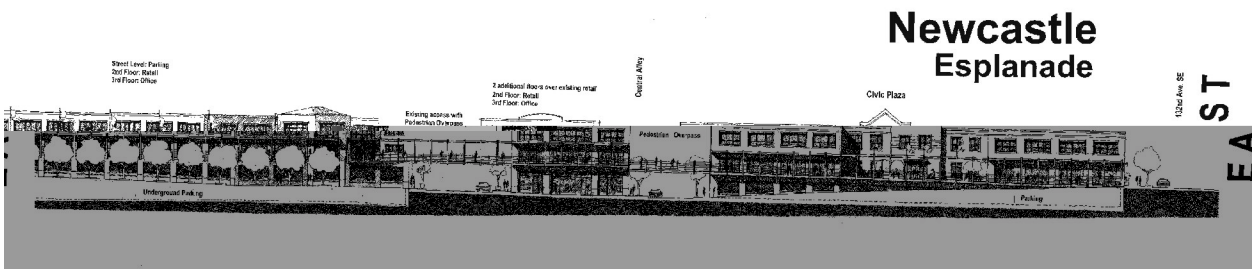 Newcastle
Esplanade
Street Level: Parking
2nd Floor: Retail
3rd Floor: Office
Existing access with
Pedestrian Overpass
2 additional floors over existing retail
2nd Floor: Retail
3rd Floor: Office
Central Alley
Pedestrian Overpass
Civic Plaza
132nd Ave SE
EAST
Underground Parking
Parking